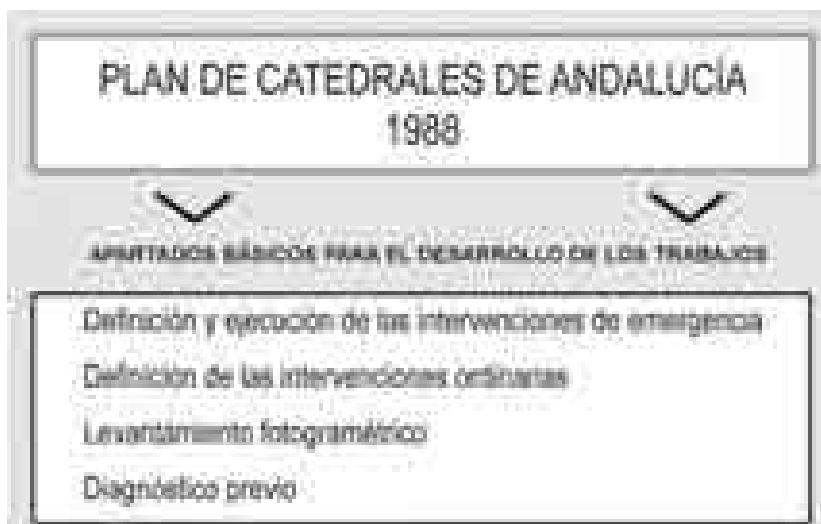 PLAN DE CATEDRALES DE ANDALUCÍA
1988
APARTADOS BÁSICOS PARA EL DESARROLLO DE LOS TRABAJOS
Definición y ejecución de las intervenciones de emergencia
Definición de las intervenciones ordinarias
Levantamiento fotogramétrico
Diagnóstico previo